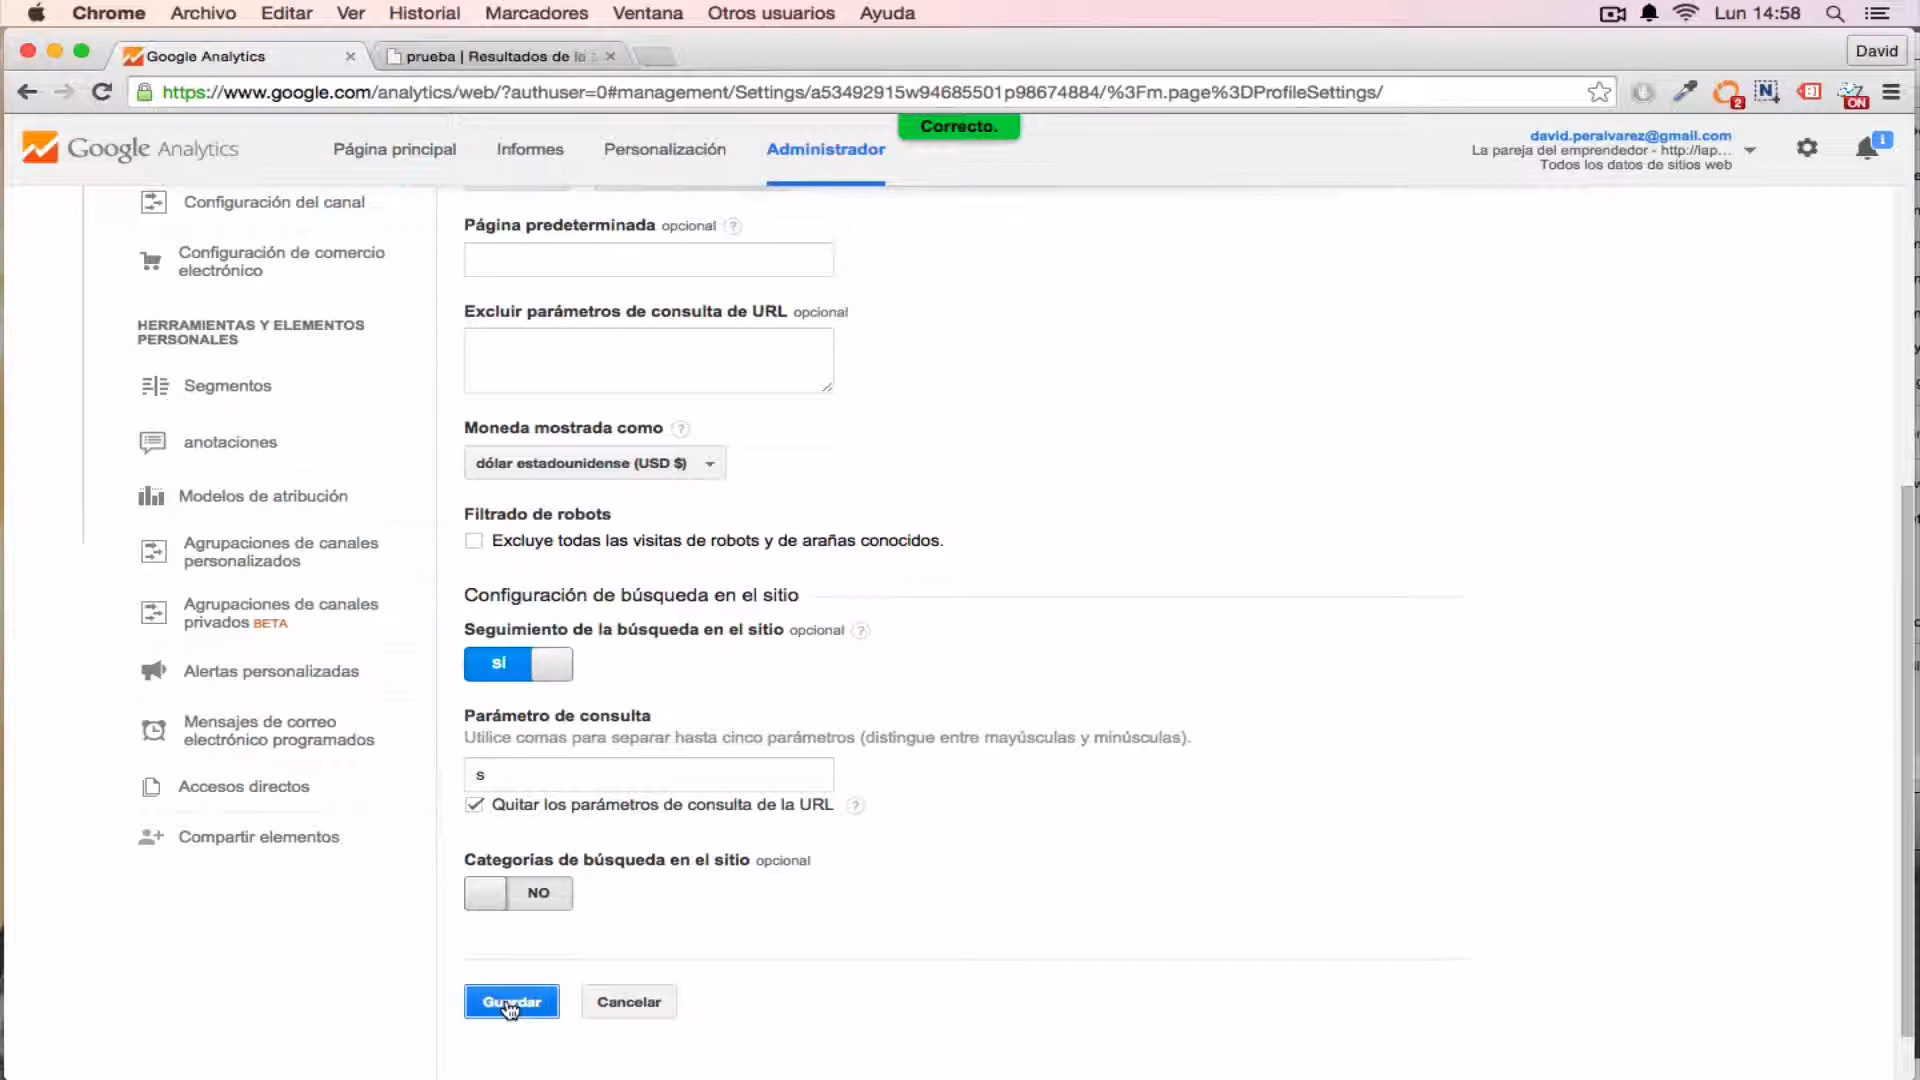 Chrome Archivo Editar Ver Historial Marcadores Ventana Otros usuarios Ayuda Lun 14:58
Google Analytics prueba | Resultados de la David
https://www.google.com/analytics/web/?authuser=0#management/Settings/a53492915w94685501p98674884/%3Fm.page%3DProfileSettings/ 2 N ON
Correcto.
Google Analytics Página principal Informes Personalización Administrador
david.peralvarez@gmail.com
La pareja del emprendedor - http://lap...
Todos los datos de sitios web
1
Configuración del canal
Configuración de comercio
electrónico
HERRAMIENTAS Y ELEMENTOS
PERSONALES
Segmentos
anotaciones
Modelos de atribución
Agrupaciones de canales
personalizados
Agrupaciones de canales
privados BETA
Alertas personalizadas
Mensajes de correo
electrónico programados
Accesos directos
Compartir elementos
Página predeterminada opcional ?
Excluir parámetros de consulta de URL opcional
Moneda mostrada como ?
dólar estadounidense (USD $)
Filtrado de robots
Excluye todas las visitas de robots y de arañas conocidos.
Configuración de búsqueda en el sitio
Seguimiento de la búsqueda en el sitio opcional ?
SÍ
Parámetro de consulta
Utilice comas para separar hasta cinco parámetros (distingue entre mayúsculas y minúsculas).
s
Quitar los parámetros de consulta de la URL ?
Categorías de búsqueda en el sitio opcional
NO
Guardar Cancelar